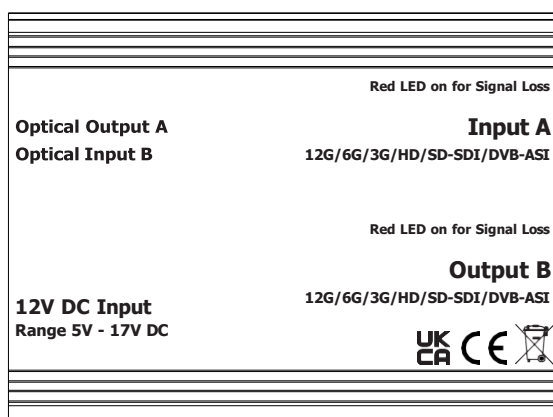 Red LED on for Signal Loss
Optical Output A
Input A
Optical Input B
12G/6G/3G/HD/SD-SDI/DVB-ASI
Red LED on for Signal Loss
Output B
12V DC Input
12G/6G/3G/HD/SD-SDI/DVB-ASI
Range 5V - 17V DC
UK
CA
CE